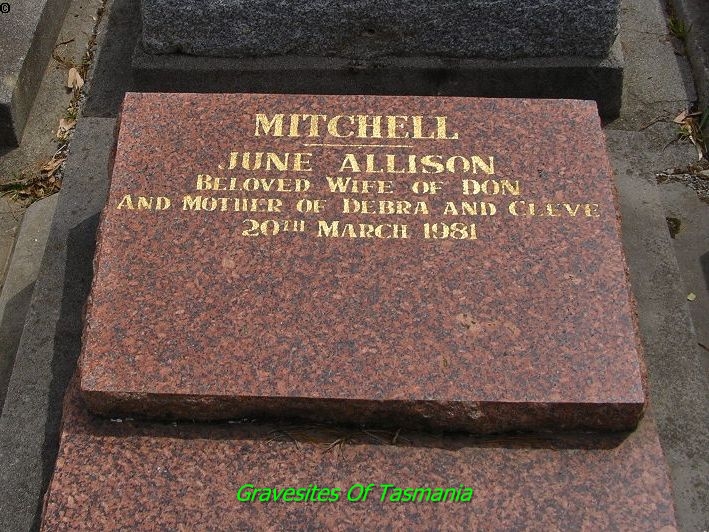 MITCHELL
JUNE ALLISON
BELOVED WIFE OF DON
AND MOTHER OF DEBRA AND CLEVE
20TH MARCH 1981
Gravesites Of Tasmania